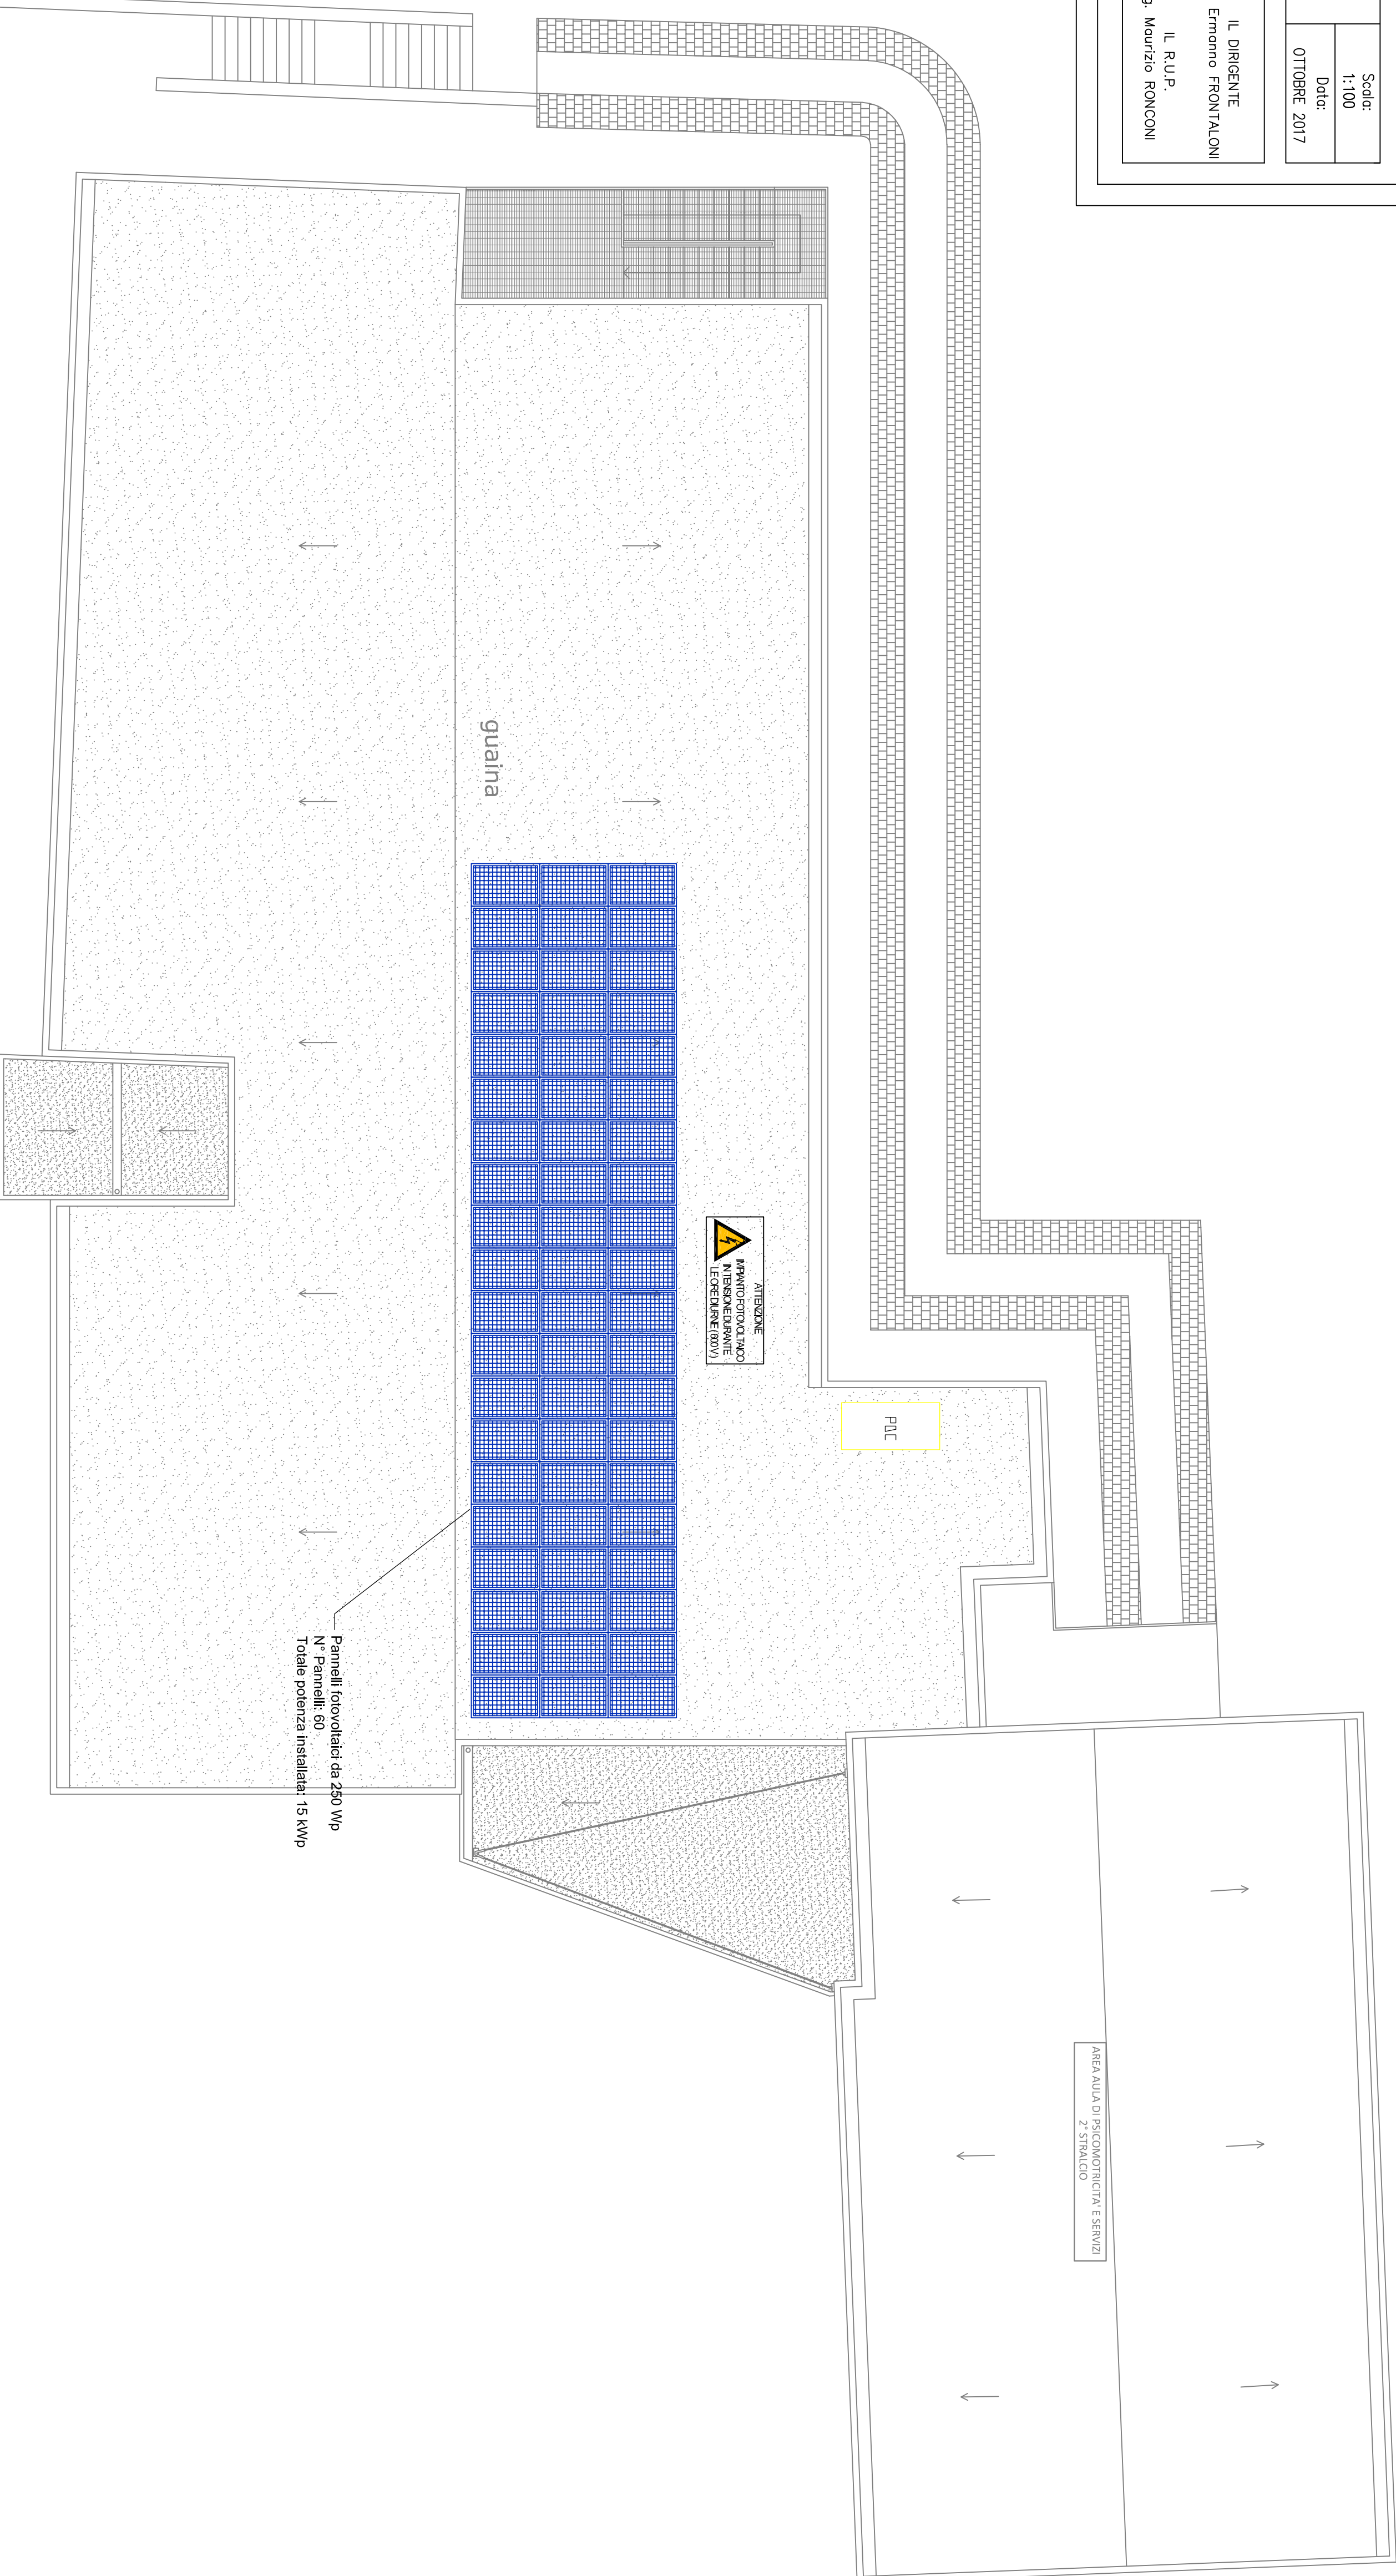 Scala:
1:100
Data:
OTTOBRE 2017
IL DIRIGENTE
Ermanno FRONTALONI
IL R.U.P.
g. Maurizio RONCONI
guaina
ATTENZIONE
IMPIANTO FOTOVOLTAICO
IN TENSIONE DURANTE
LE ORE DIURNE (600V)
PDC
Pannelli fotovoltaici da 250 Wp
N° Pannelli: 60
Totale potenza installata: 15 kWp
AREA AULA DI PSICOMOTRICITA' E SERVIZI
2° STRALCIO